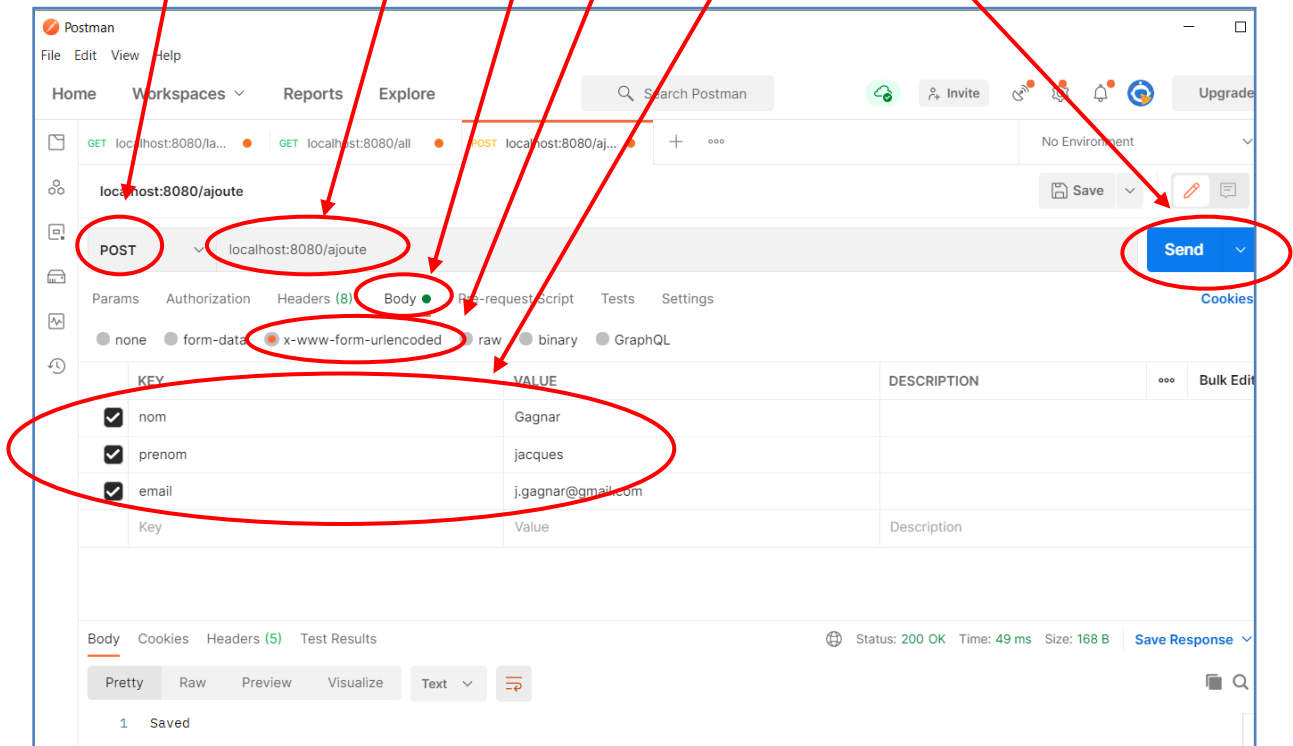 Postman
File Edit View Help
Home Workspaces Reports Explore Search Postman Invite Upgrade
GET localhost:8080/la... GET localhost:8080/all POST localhost:8080/aj... No Environment
localhost:8080/ajoute Save
POST localhost:8080/ajoute Send
Params Authorization Headers (8) Body Pre-request Script Tests Settings Cookies
none form-data x-www-form-urlencoded raw binary GraphQL
KEY VALUE DESCRIPTION Bulk Edit
nom Gagnar
prenom jacques
email j.gagnar@gmail.com
Key Value Description
Body Cookies Headers (5) Test Results Status: 200 OK Time: 49 ms Size: 168 B Save Response
Pretty Raw Preview Visualize Text
1 Saved